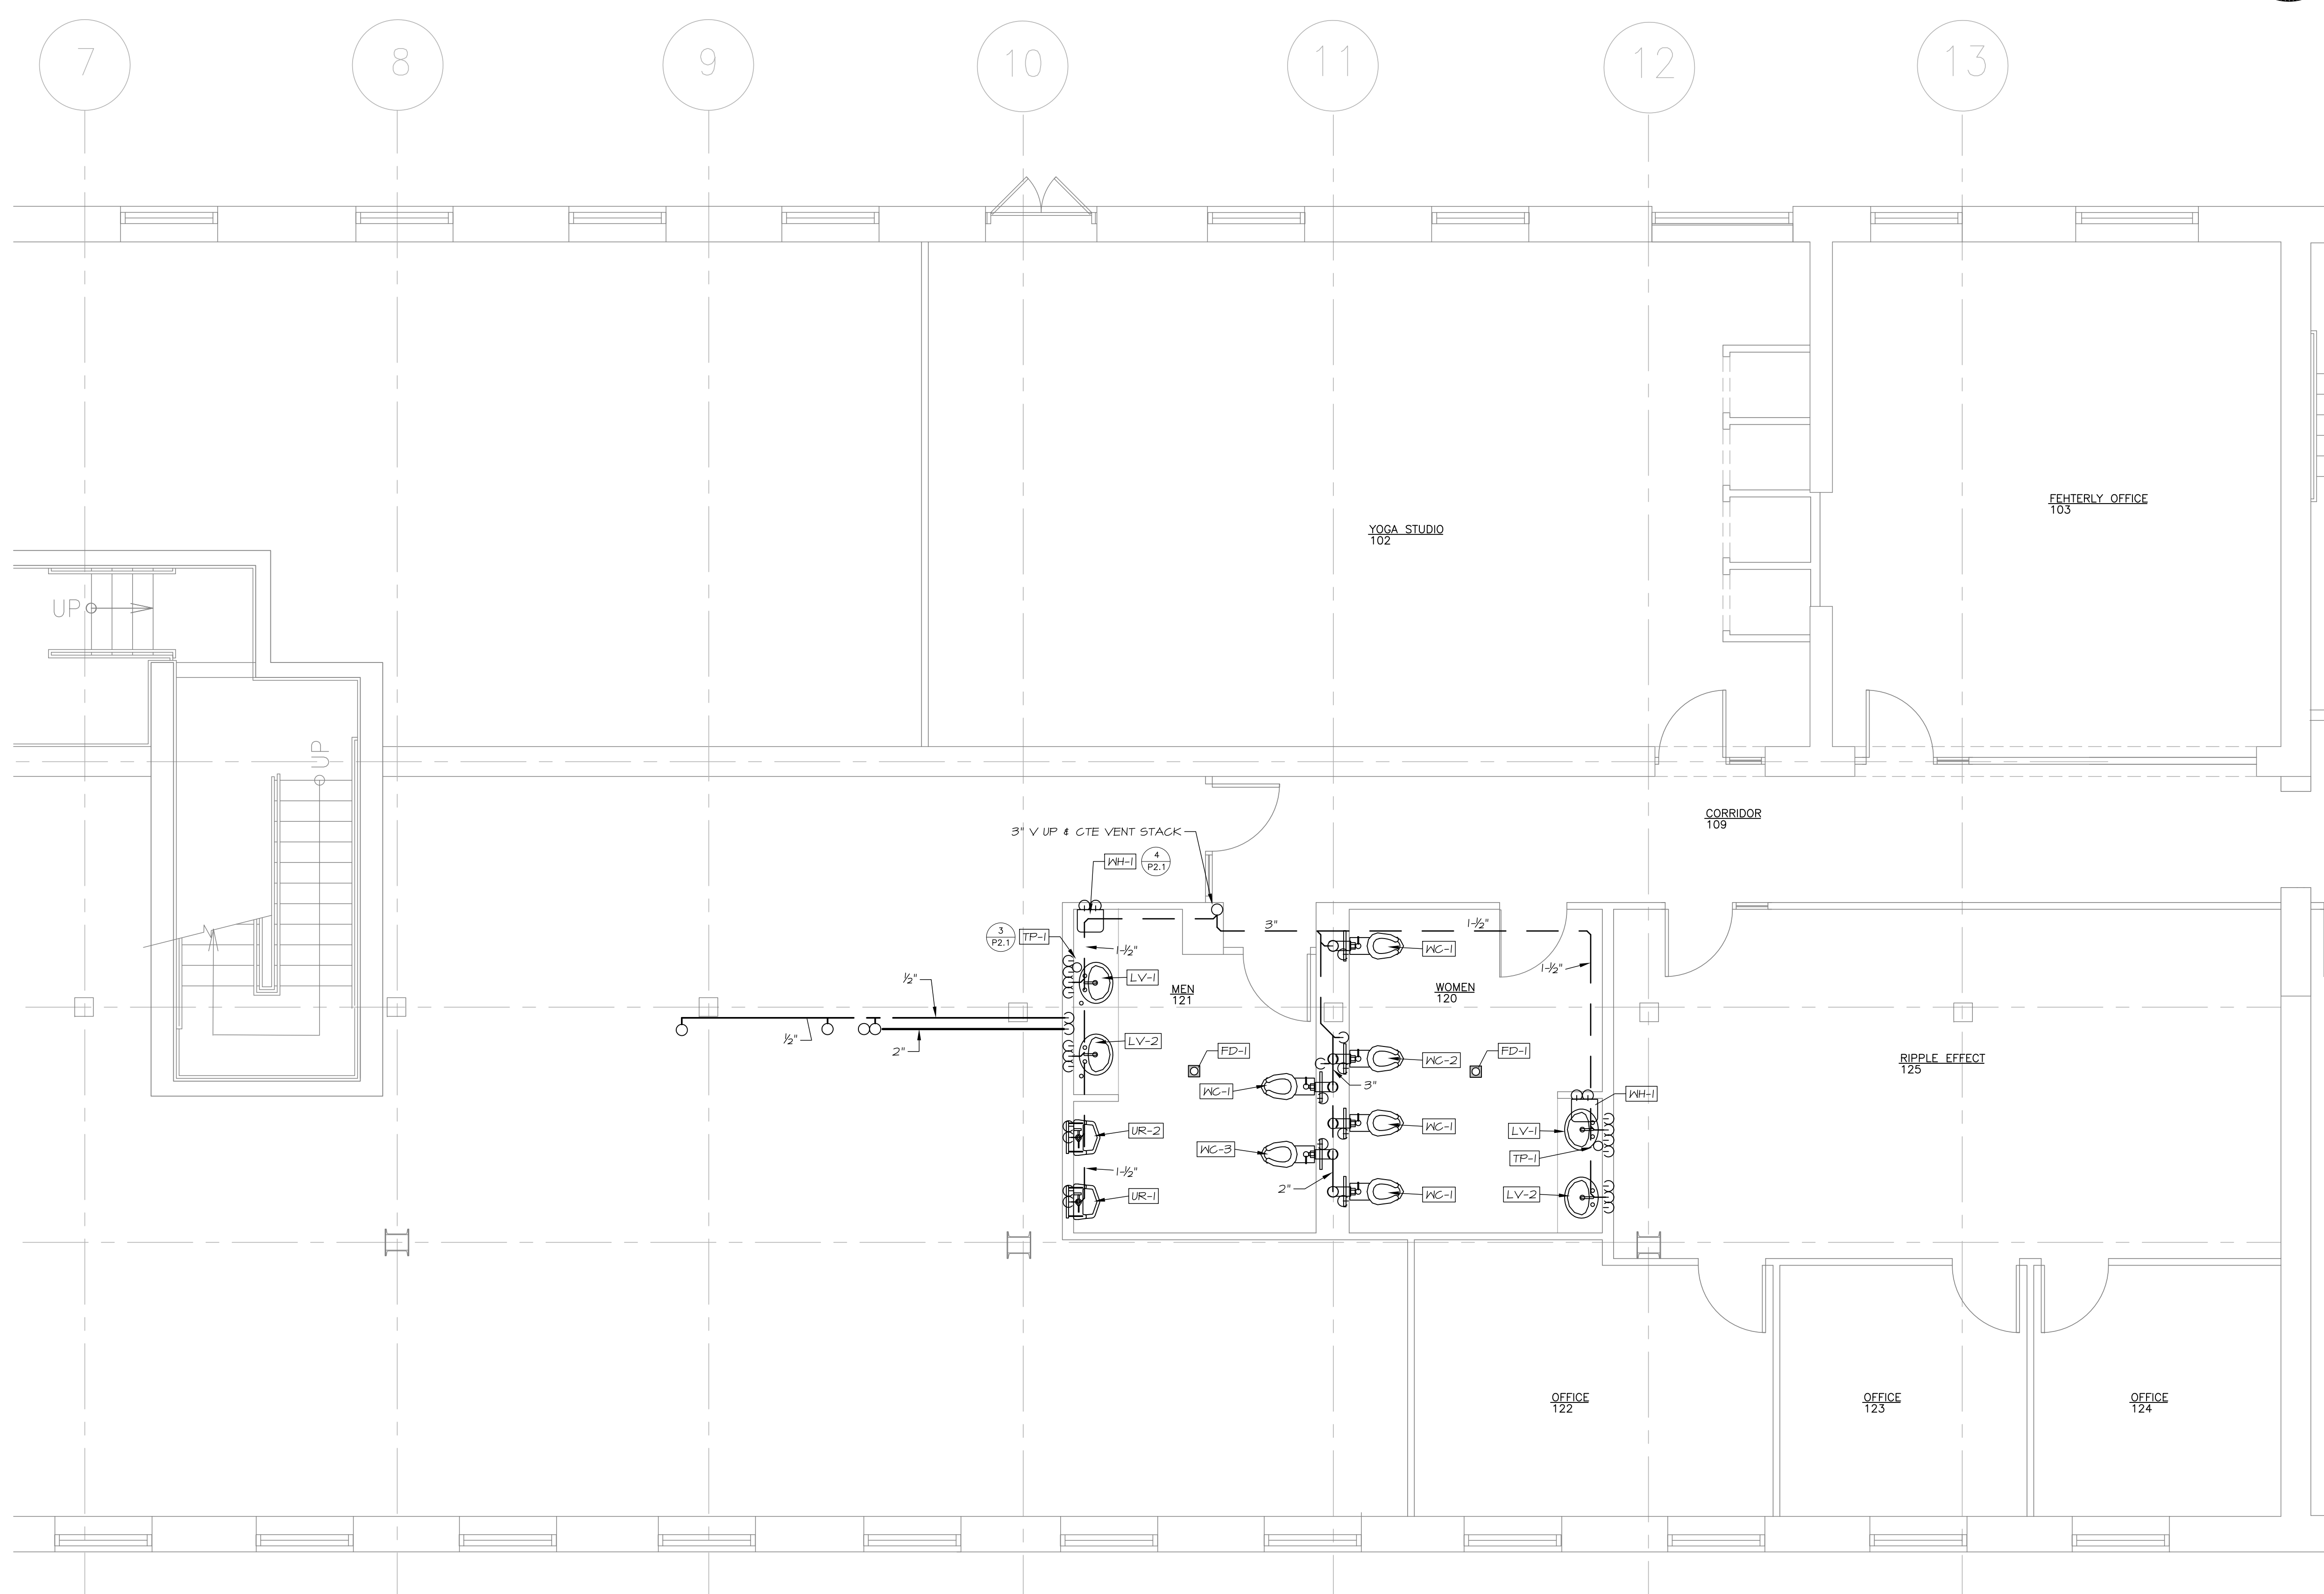 7
8
9
10
11
12
13
UP
UP
FEHTERLY OFFICE
103
YOGA STUDIO
102
CORRIDOR
109
3" V UP & CTE VENT STACK
WH-1
4
P2.1
3
P2.1
TP-1
1-1/2"
3"
1-1/2"
WC-1
1-1/2"
LV-1
MEN
121
WOMEN
120
1/2"
1/2"
2"
LV-2
FD-1
WC-2
FD-1
RIPPLE EFFECT
125
WC-1
3"
WH-1
UR-2
WC-1
LV-1
WC-3
TP-1
1-1/2"
2"
UR-1
WC-1
LV-2
OFFICE
122
OFFICE
123
OFFICE
124